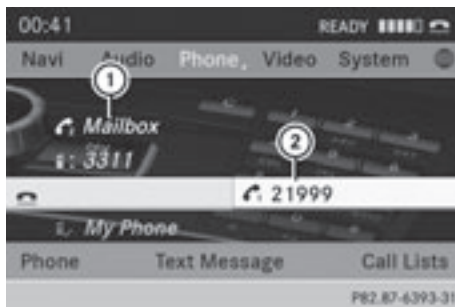 00:41 READY
Navi Audio Phone Video System
1
Mailbox
2
: 3311
21999
My Phone
Phone Text Message Call Lists
P82.87-6393-31